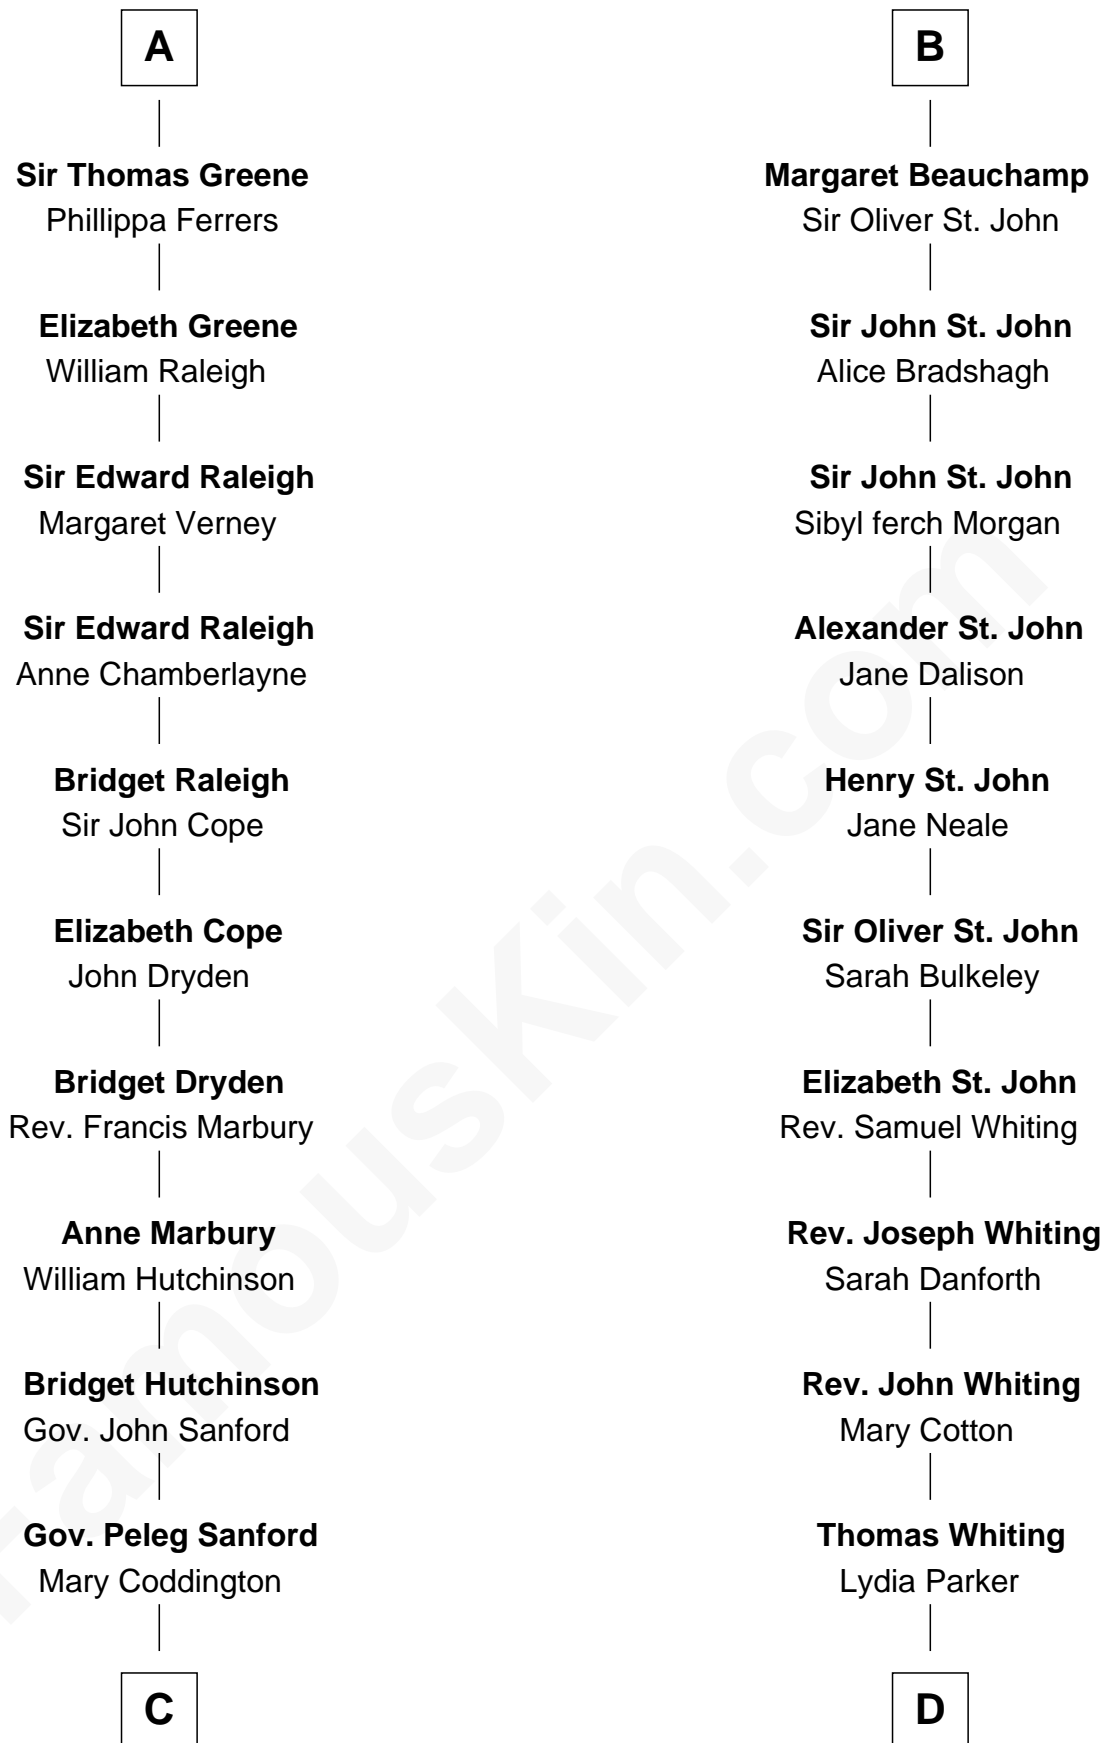 A
Sir Thomas Greene
Phillippa Ferrers
Elizabeth Greene
William Raleigh
Sir Edward Raleigh
Margaret Verney
Sir Edward Raleigh
Anne Chamberlayne
Bridget Raleigh
Sir John Cope
Elizabeth Cope
John Dryden
Bridget Dryden
Rev. Francis Marbury
Anne Marbury
William Hutchinson
Bridget Hutchinson
Gov. John Sanford
Gov. Peleg Sanford
Mary Coddington
C
B
Margaret Beauchamp
Sir Oliver St. John
Sir John St. John
Alice Bradshagh
Sir John St. John
Sibyl ferch Morgan
Alexander St. John
Jane Dalison
Henry St. John
Jane Neale
Sir Oliver St. John
Sarah Bulkeley
Elizabeth St. John
Rev. Samuel Whiting
Rev. Joseph Whiting
Sarah Danforth
Rev. John Whiting
Mary Cotton
Thomas Whiting
Lydia Parker
D
FamousKin.com